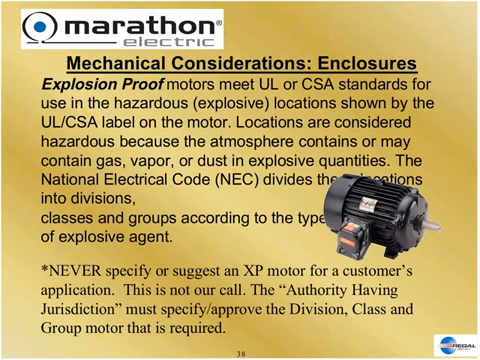 marathon®
electric
Mechanical Considerations: Enclosures
Explosion Proof motors meet UL or CSA standards for
use in the hazardous (explosive) locations shown by the
UL/CSA label on the motor. Locations are considered
hazardous because the atmosphere contains or may
contain gas, vapor, or dust in explosive quantities. The
National Electrical Code (NEC) divides the
into divisions,
classes and groups according to the type
of explosive agent.
*NEVER specify or suggest an XP motor for a customer's
application. This is not our call. The “Authority Having
Jurisdiction” must specify/approve the Division, Class and
Group motor that is required.
38
REGAL